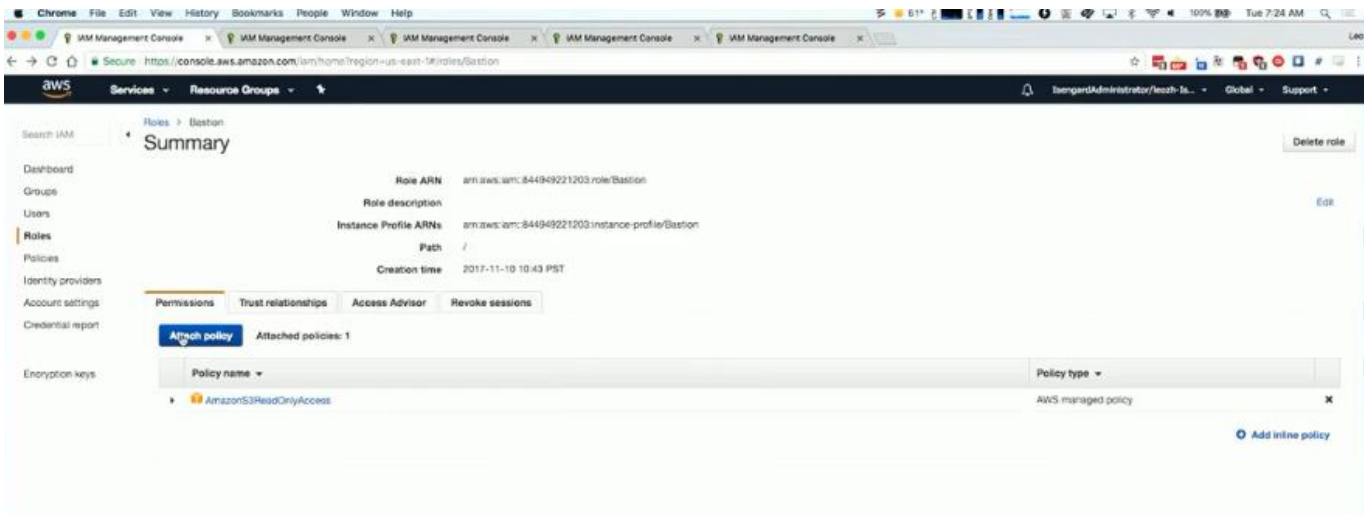 Chrome File Edit View History Bookmarks People Window Help
61° 100% Tue 7:24 AM
IAM Management Console IAM Management Console IAM Management Console IAM Management Console IAM Management Console
Leo
Secure https://console.aws.amazon.com/iam/home?region=us-east-1#/roles/Bastion
aws Services Resource Groups IsengardAdministrator/leozh-Is... Global Support
Search IAM
Roles > Bastion
Summary
Delete role
Dashboard
Groups
Users
Roles
Policies
Identity providers
Account settings
Credential report
Encryption keys
Role ARN arn:aws:iam::844949221203:role/Bastion
Role description
Edit
Instance Profile ARNs arn:aws:iam::844949221203:instance-profile/Bastion
Path /
Creation time 2017-11-10 10:43 PST
Permissions Trust relationships Access Advisor Revoke sessions
Attach policy Attached policies: 1
Policy name Policy type
AmazonS3ReadOnlyAccess AWS managed policy
Add inline policy